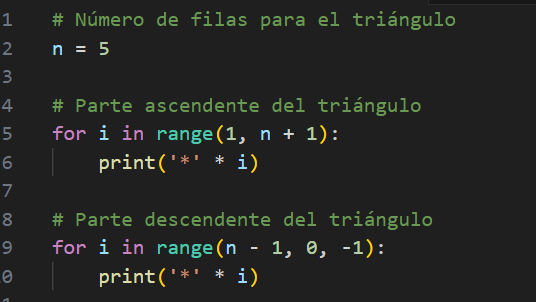 1 # Número de filas para el triángulo
2 n = 5
3
4 # Parte ascendente del triángulo
5 for i in range(1, n + 1):
6     print('*' * i)
7
8 # Parte descendente del triángulo
9 for i in range(n - 1, 0, -1):
0     print('*' * i)